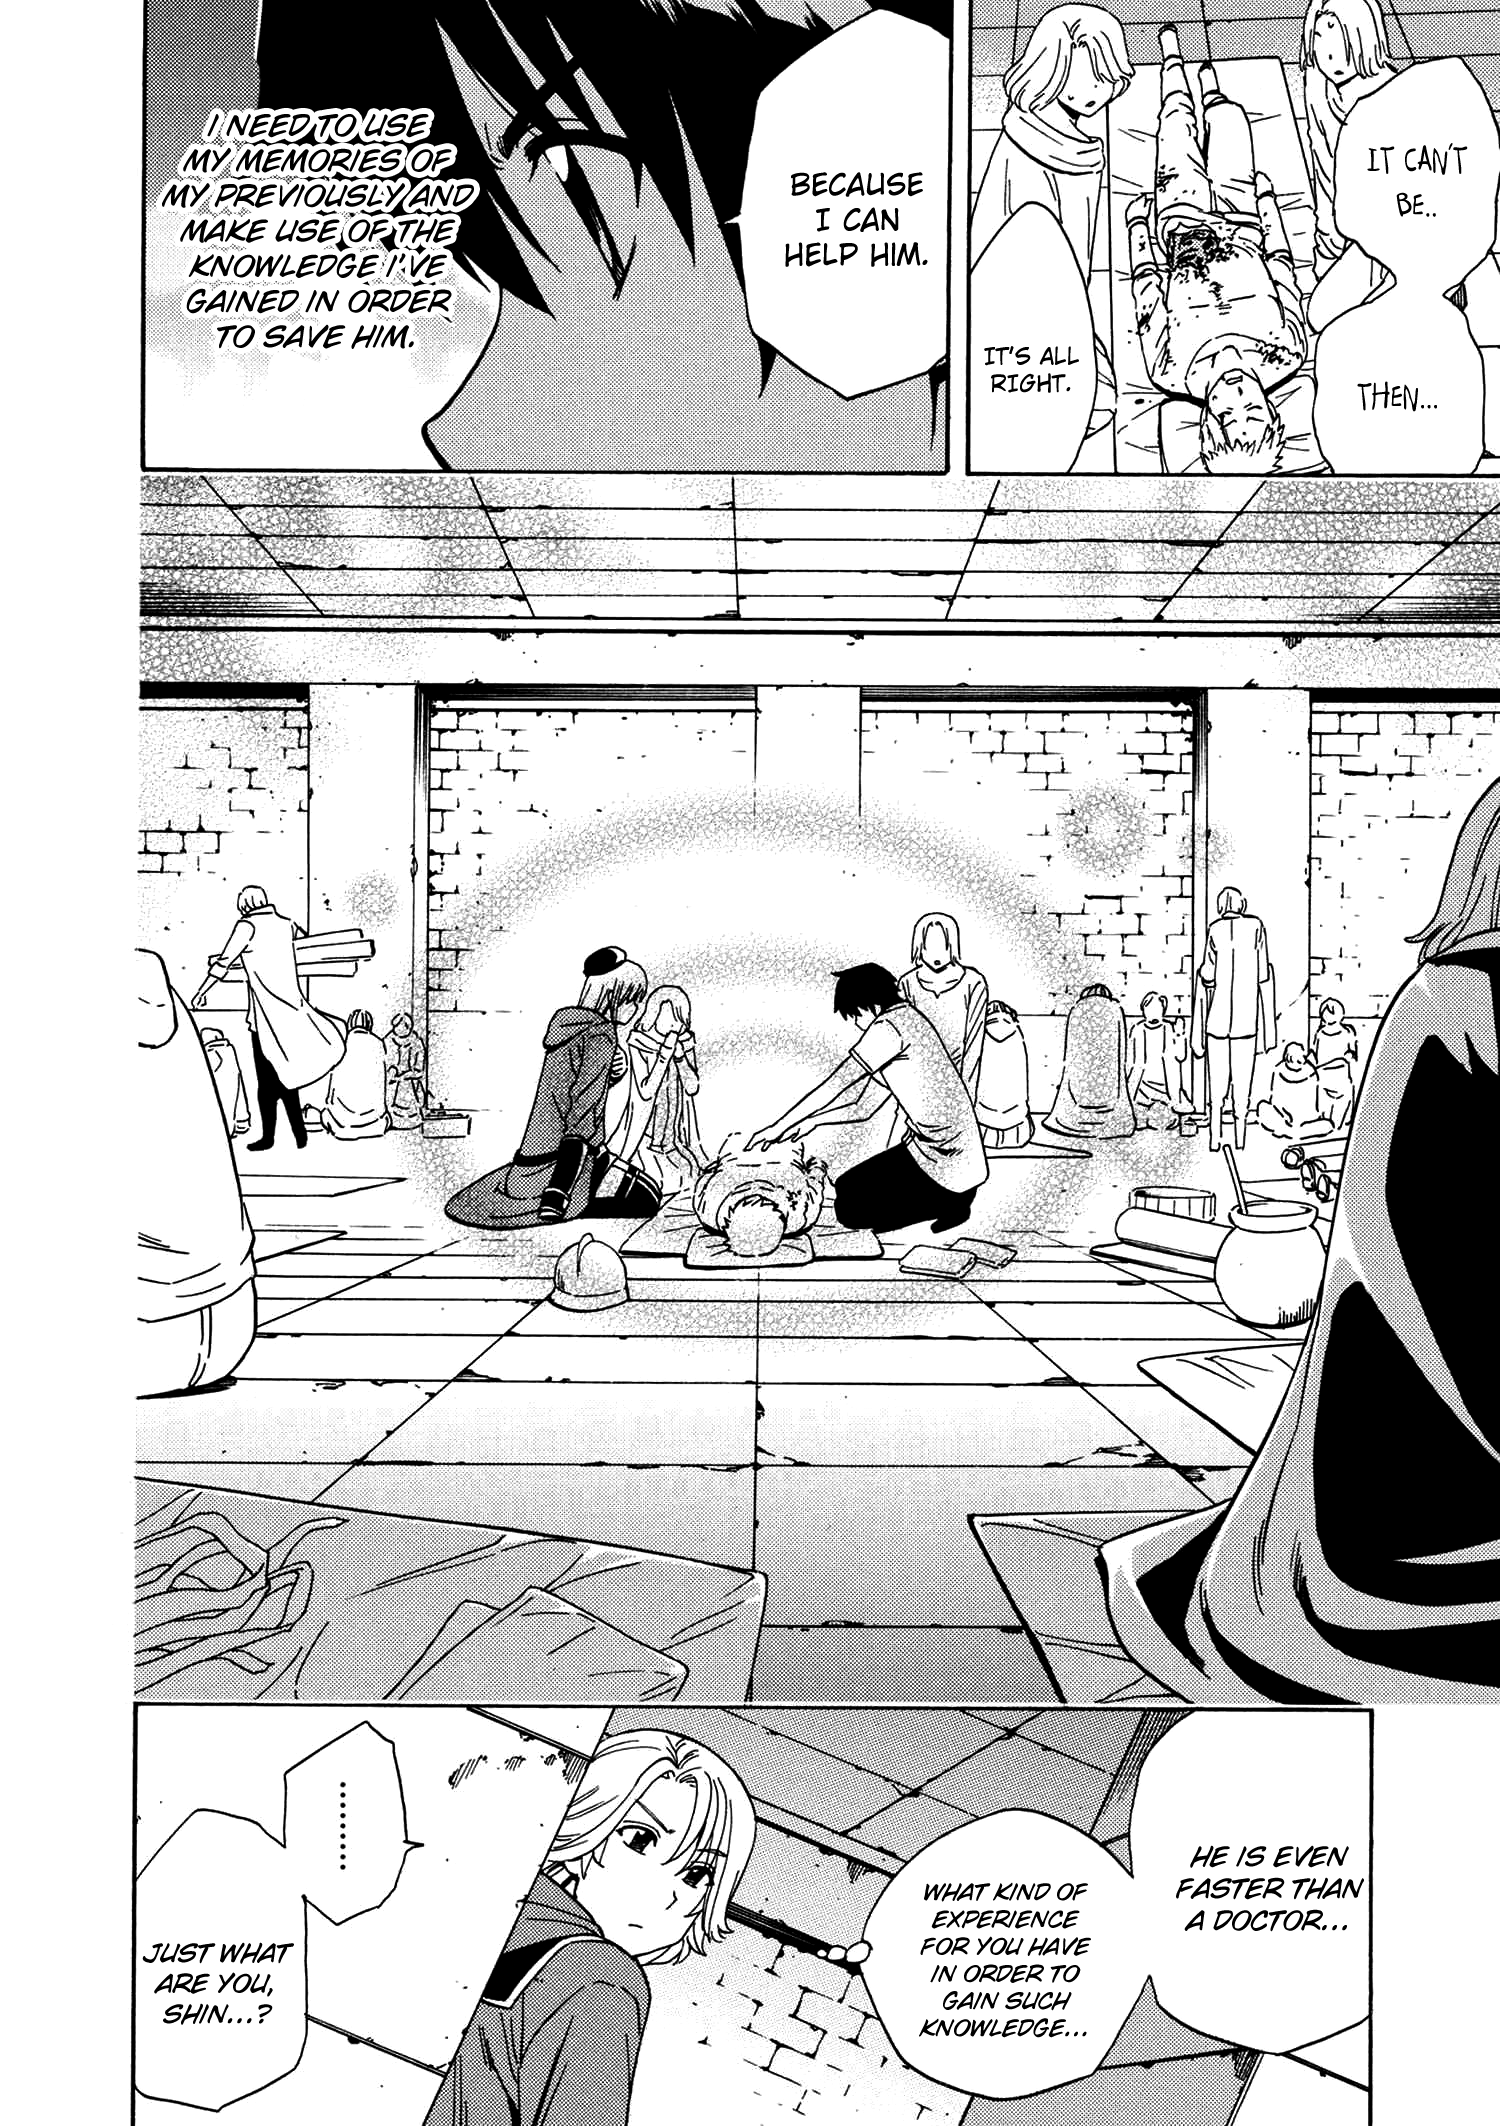 IT CAN'T
BE..
THEN...
IT'S ALL
RIGHT.
BECAUSE
I CAN
HELP HIM.
I NEED TO USE
MY MEMORIES OF
MY PREVIOUSLY AND
MAKE USE OF THE
KNOWLEDGE I'VE
GAINED IN ORDER
TO SAVE HIM.
HE IS EVEN
FASTER THAN
A DOCTOR...
WHAT KIND OF
EXPERIENCE
FOR YOU HAVE
IN ORDER TO
GAIN SUCH
KNOWLEDGE...
........
JUST WHAT
ARE YOU,
SHIN...?